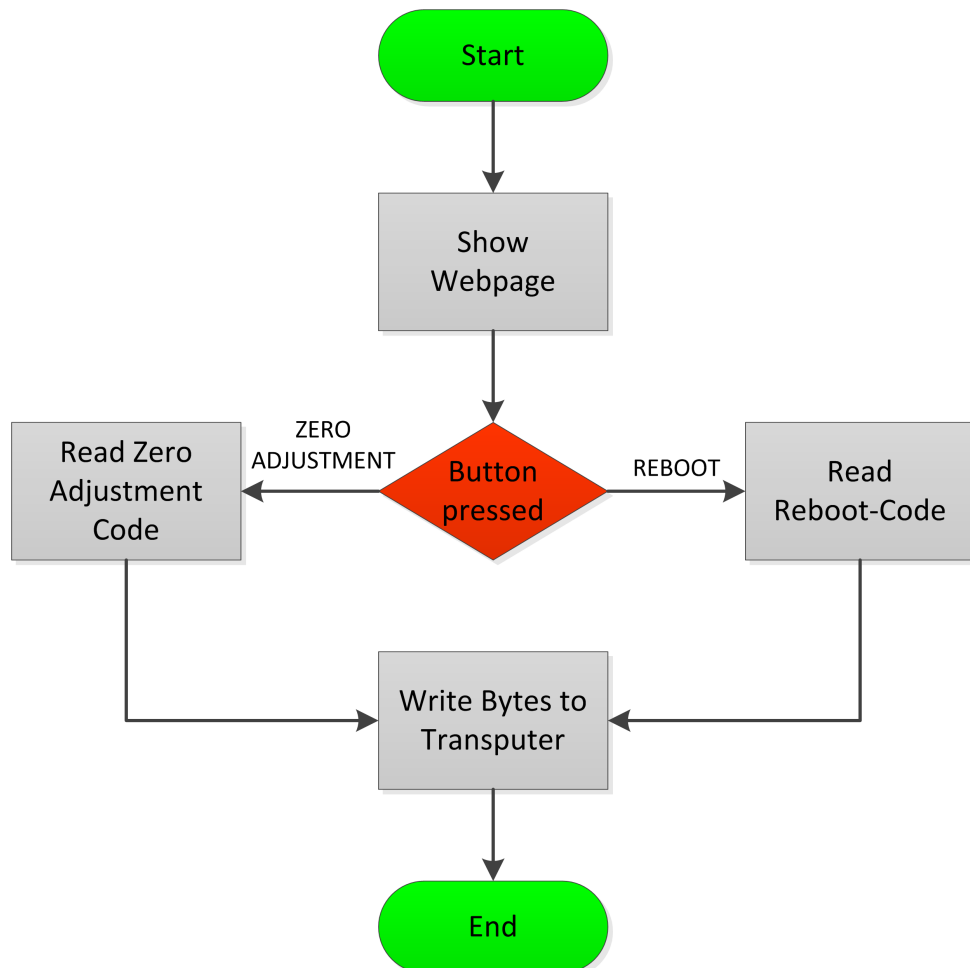 Start
Show
Webpage
Read Zero
Adjustment
Code
ZERO
ADJUSTMENT
Button
pressed
REBOOT
Read
Reboot-Code
Write Bytes to
Transputer
End